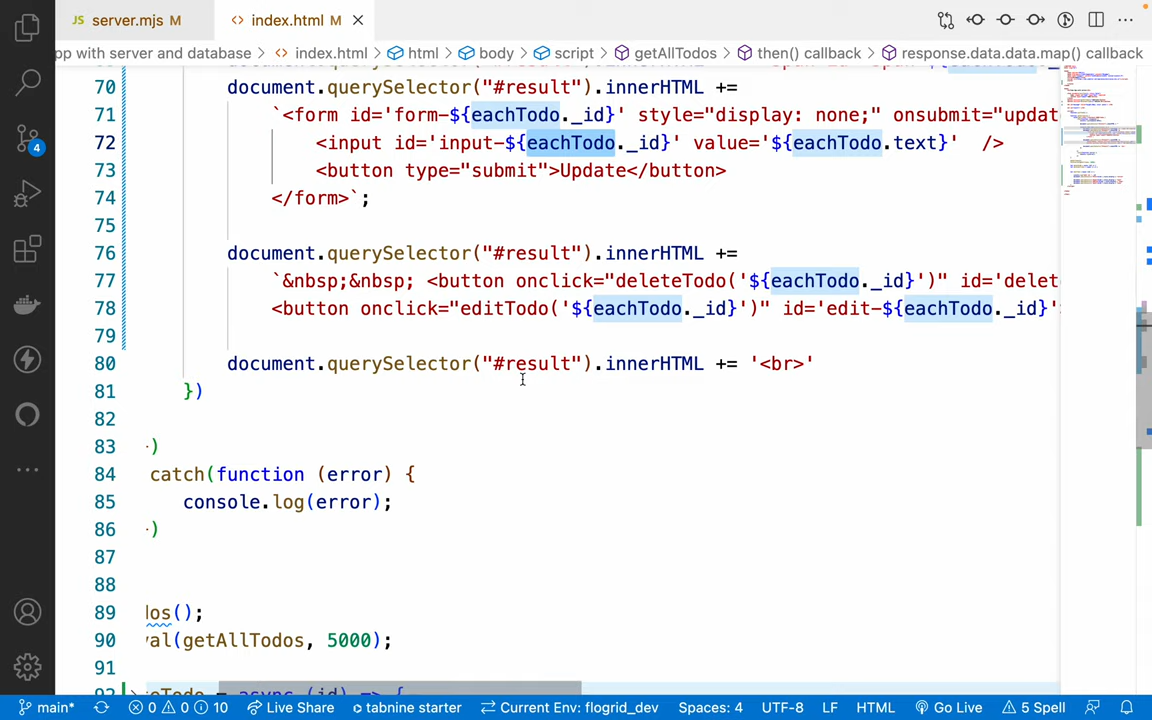 server.mjs M
index.html M
pp with server and database > index.html > html > body > script > getAllTodos > then() callback > response.data.data.map() callback
70 document.querySelector("#result").innerHTML +=
71 `<form id='form-${eachTodo._id}' style="display: none;" onsubmit="updat
72 <input id='input-${eachTodo._id}' value='${eachTodo.text}' />
73 <button type="submit">Update</button>
74 </form>`;
75
76 document.querySelector("#result").innerHTML +=
77 `&nbsp;&nbsp; <button onclick="deleteTodo('${eachTodo._id}')" id='delet
78 <button onclick="editTodo('${eachTodo._id}')" id='edit-${eachTodo._id}'
79
80 document.querySelector("#result").innerHTML += '<br>'
81 })
82
83 )
84 catch(function (error) {
85 console.log(error);
86 )
87
88
89 los();
90 val(getAllTodos, 5000);
91
4
main* 0 0 10 Live Share tabnine starter Current Env: flogrid_dev Spaces: 4 UTF-8 LF HTML Go Live 5 Spell